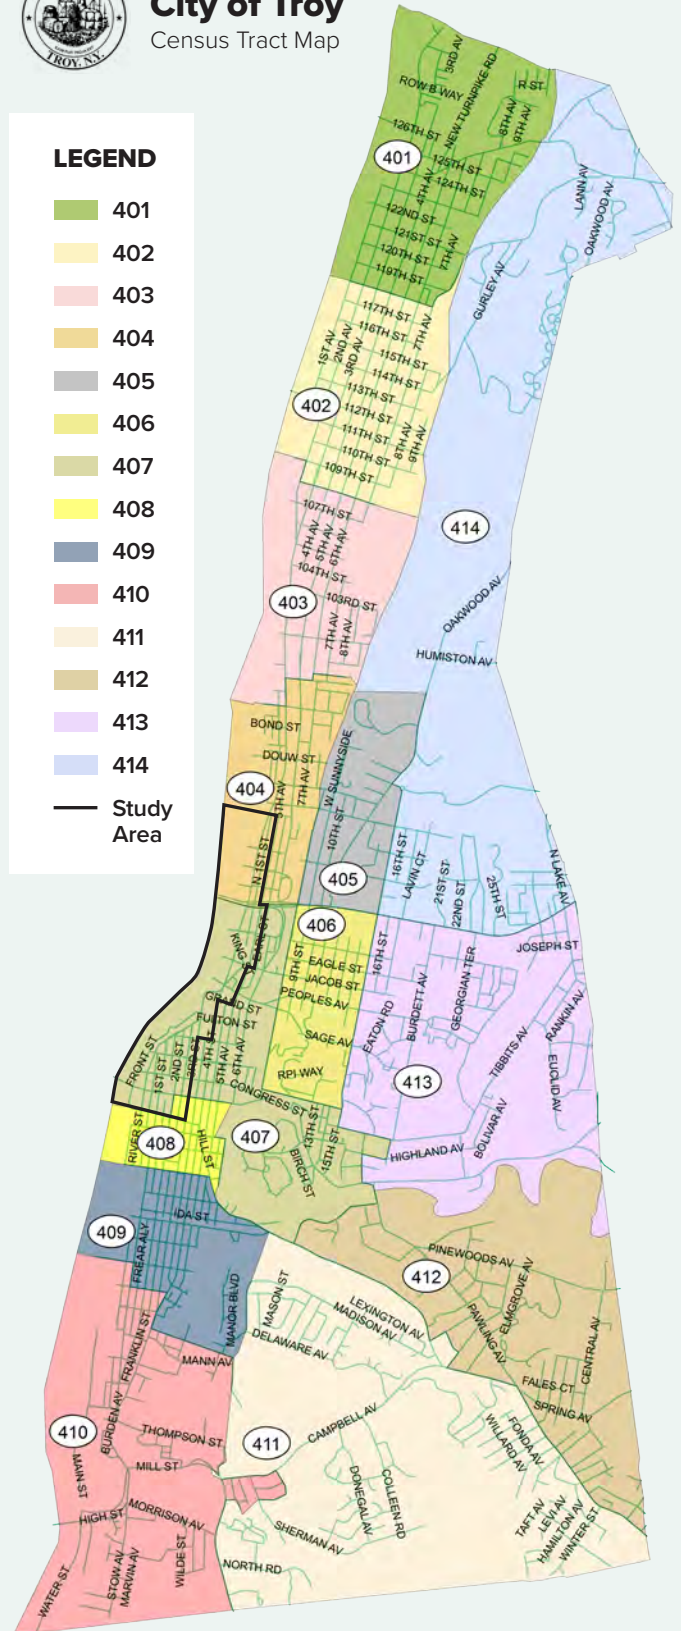 City of Troy
Census Tract Map
TROY, N.Y.
LEGEND
401
402
403
404
405
406
407
408
409
410
411
412
413
414
Study
Area
3RD AV
ROW B WAY
NEW TURNPIKE RD
R ST
8TH AV
9TH AV
126TH ST
401
125TH ST
124TH ST
4TH AV
122ND ST
121ST ST
120TH ST
7TH AV
119TH ST
LANN AV
OAKWOOD AV
GURLEY AV
117TH ST
116TH ST
7TH AV
1ST AV
2ND AV
3RD AV
115TH ST
114TH ST
113TH ST
402
112TH ST
111TH ST
8TH AV
9TH AV
110TH ST
109TH ST
107TH ST
414
4TH AV
5TH AV
6TH AV
104TH ST
403
103RD ST
7TH AV
8TH AV
OAKWOOD AV
HUMISTON AV
BOND ST
DOUW ST
W SUNNYSIDE
404
5TH AV
7TH AV
10TH ST
N 1ST ST
405
16TH ST
LAVIN CT
21ST ST
22ND ST
25TH ST
N LAKE AV
406
KING
EARL ST
9TH ST
EAGLE ST
JACOB ST
PEOPLES AV
16TH ST
JOSEPH ST
GRAND ST
FULTON ST
SAGE AV
EATON RD
BURDETT AV
GEORGIAN TER
RANKIN AV
TIBBITS AV
EUCLID AV
FRONT ST
1ST ST
2ND ST
3RD ST
4TH ST
5TH AV
6TH AV
RPI WAY
413
CONGRESS ST
RIVER ST
408
HILL ST
407
13TH ST
15TH ST
BIRCH ST
HIGHLAND AV
BOLIVAR AV
IDA ST
409
FREAR ALY
PINEWOODS AV
412
ELMGROVE AV
PAWLING AV
CENTRAL AV
MANOR BLVD
MASON ST
LEXINGTON AV
MADISON AV
DELAWARE AV
FRANKLIN ST
MANN AV
FALES CT
SPRING AV
410
BURDEN AV
THOMPSON ST
411
CAMPBELL AV
FONDA AV
WILLARD AV
MAIN ST
MILL ST
HIGH ST
MORRISON AV
DONEGAL AV
COLLEEN RD
TAFT AV
LEVI AV
HAMILTON AV
WINTER ST
SHERMAN AV
WATER ST
STOW AV
MARVIN AV
WILDE ST
NORTH RD